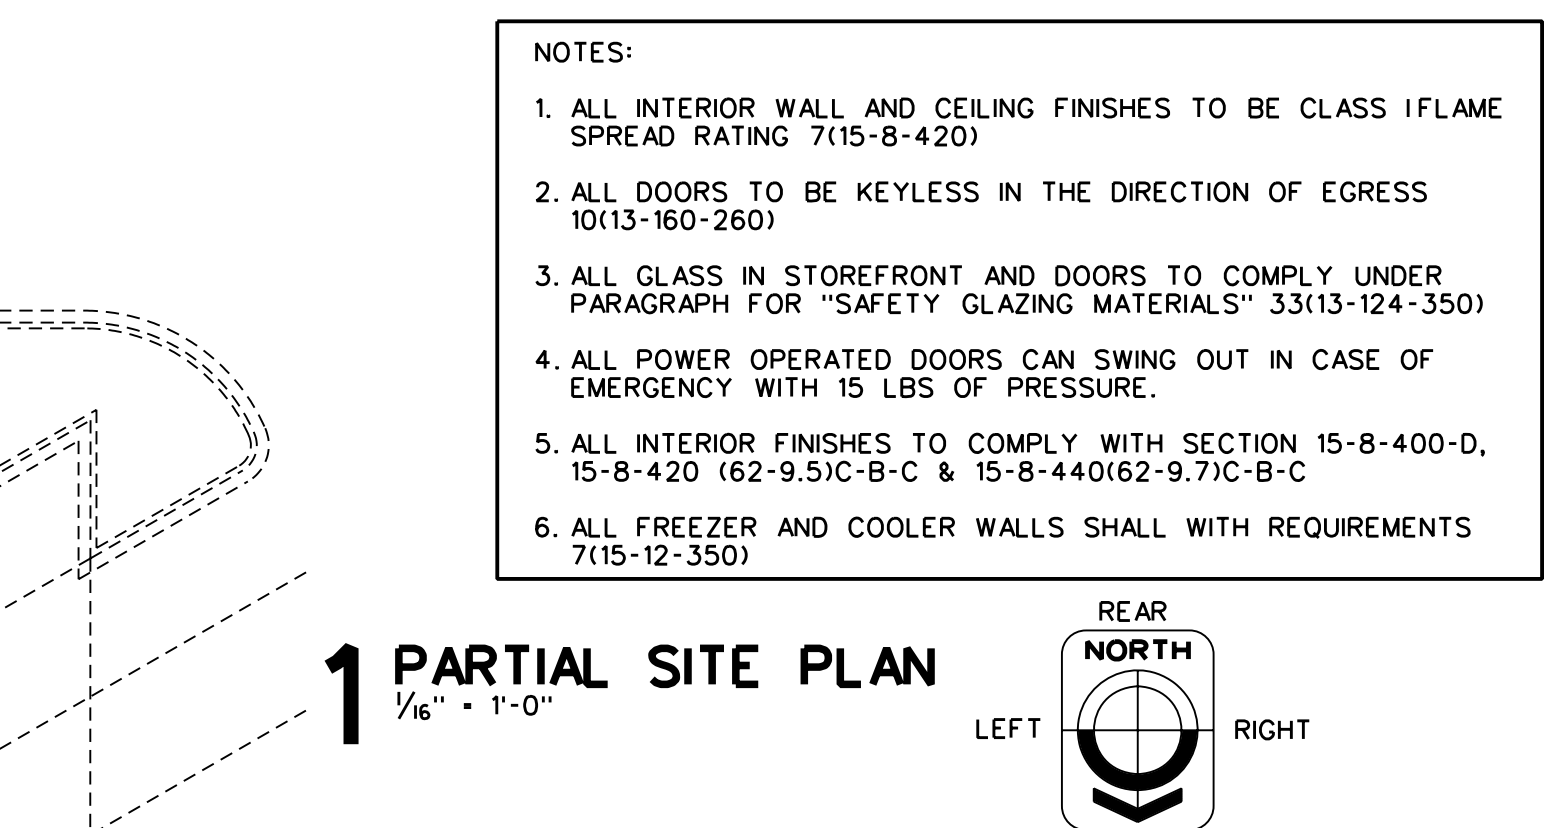 NOTES:
1. ALL INTERIOR WALL AND CEILING FINISHES TO BE CLASS I FLAME
SPREAD RATING 7(15-8-420)
2. ALL DOORS TO BE KEYLESS IN THE DIRECTION OF EGRESS
10(13-160-260)
3. ALL GLASS IN STOREFRONT AND DOORS TO COMPLY UNDER
PARAGRAPH FOR "SAFETY GLAZING MATERIALS" 33(13-124-350)
4. ALL POWER OPERATED DOORS CAN SWING OUT IN CASE OF
EMERGENCY WITH 15 LBS OF PRESSURE.
5. ALL INTERIOR FINISHES TO COMPLY WITH SECTION 15-8-400-D,
15-8-420 (62-9.5)C-B-C & 15-8-440(62-9.7)C-B-C
6. ALL FREEZER AND COOLER WALLS SHALL WITH REQUIREMENTS
7(15-12-350)
1 PARTIAL SITE PLAN
1/16" = 1'-0"
REAR
NORTH
LEFT RIGHT